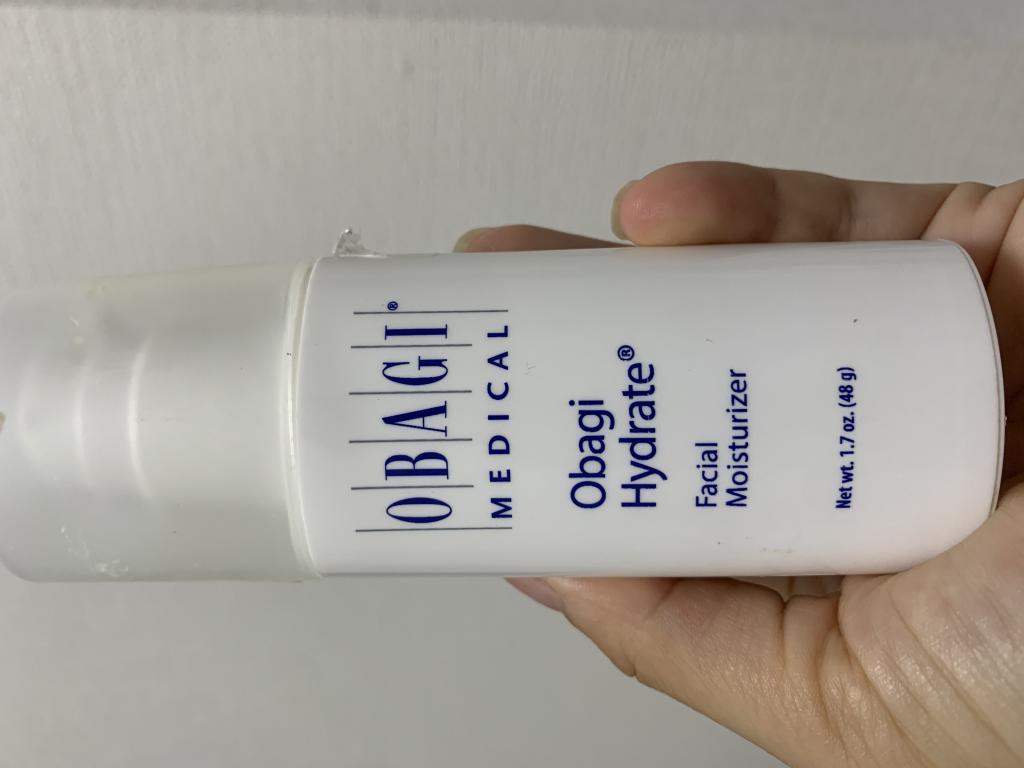 OBAGI®
MEDICAL
Obagi
Hydrate®
Facial
Moisturizer
Net wt. 1.7 oz. (48 g)